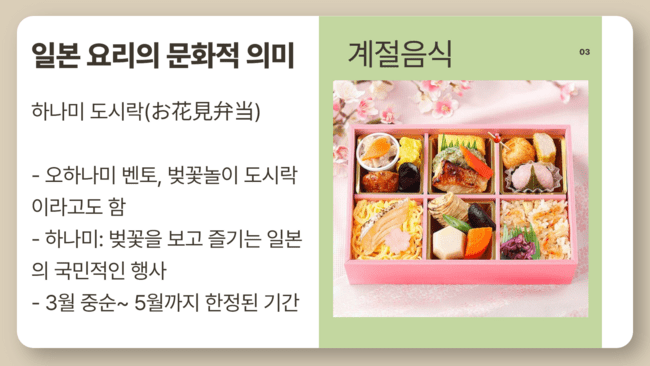 일본 요리의 문화적 의미
하나미 도시락(お花見弁当)
- 오하나미 벤토, 벚꽃놀이 도시락
이라고도 함
- 하나미: 벚꽃을 보고 즐기는 일본
의 국민적인 행사
- 3월 중순~ 5월까지 한정된 기간
계절음식
03